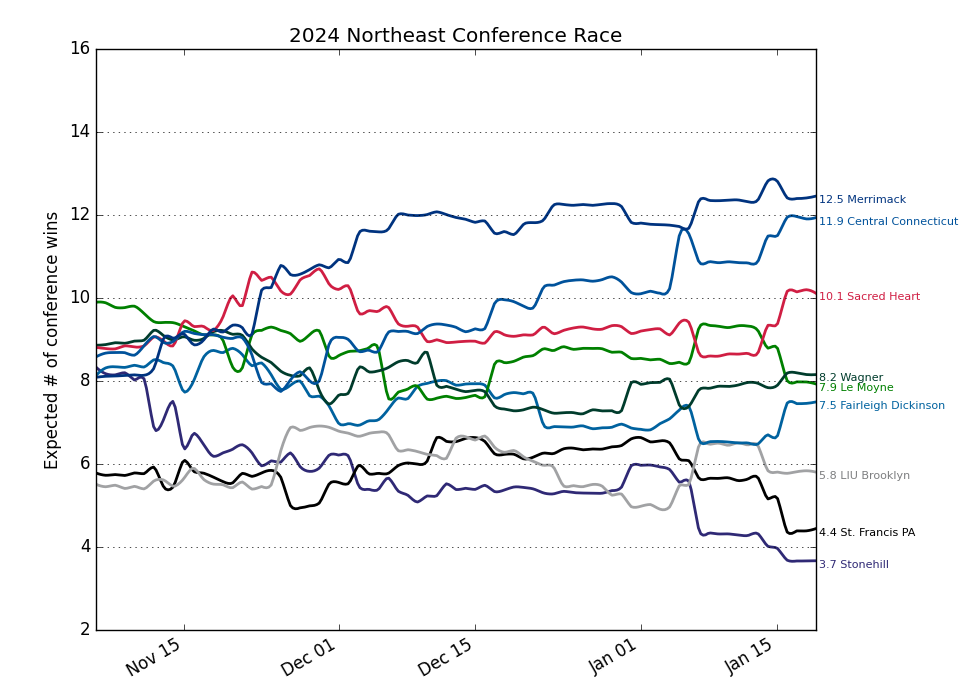 2024 Northeast Conference Race
Expected # of conference wins
16
14
12
10
8
6
4
2
Nov 15
Dec 01
Dec 15
Jan 01
Jan 15
12.5 Merrimack
11.9 Central Connecticut
10.1 Sacred Heart
8.2 Wagner
7.9 Le Moyne
7.5 Fairleigh Dickinson
5.8 LIU Brooklyn
4.4 St. Francis PA
3.7 Stonehill